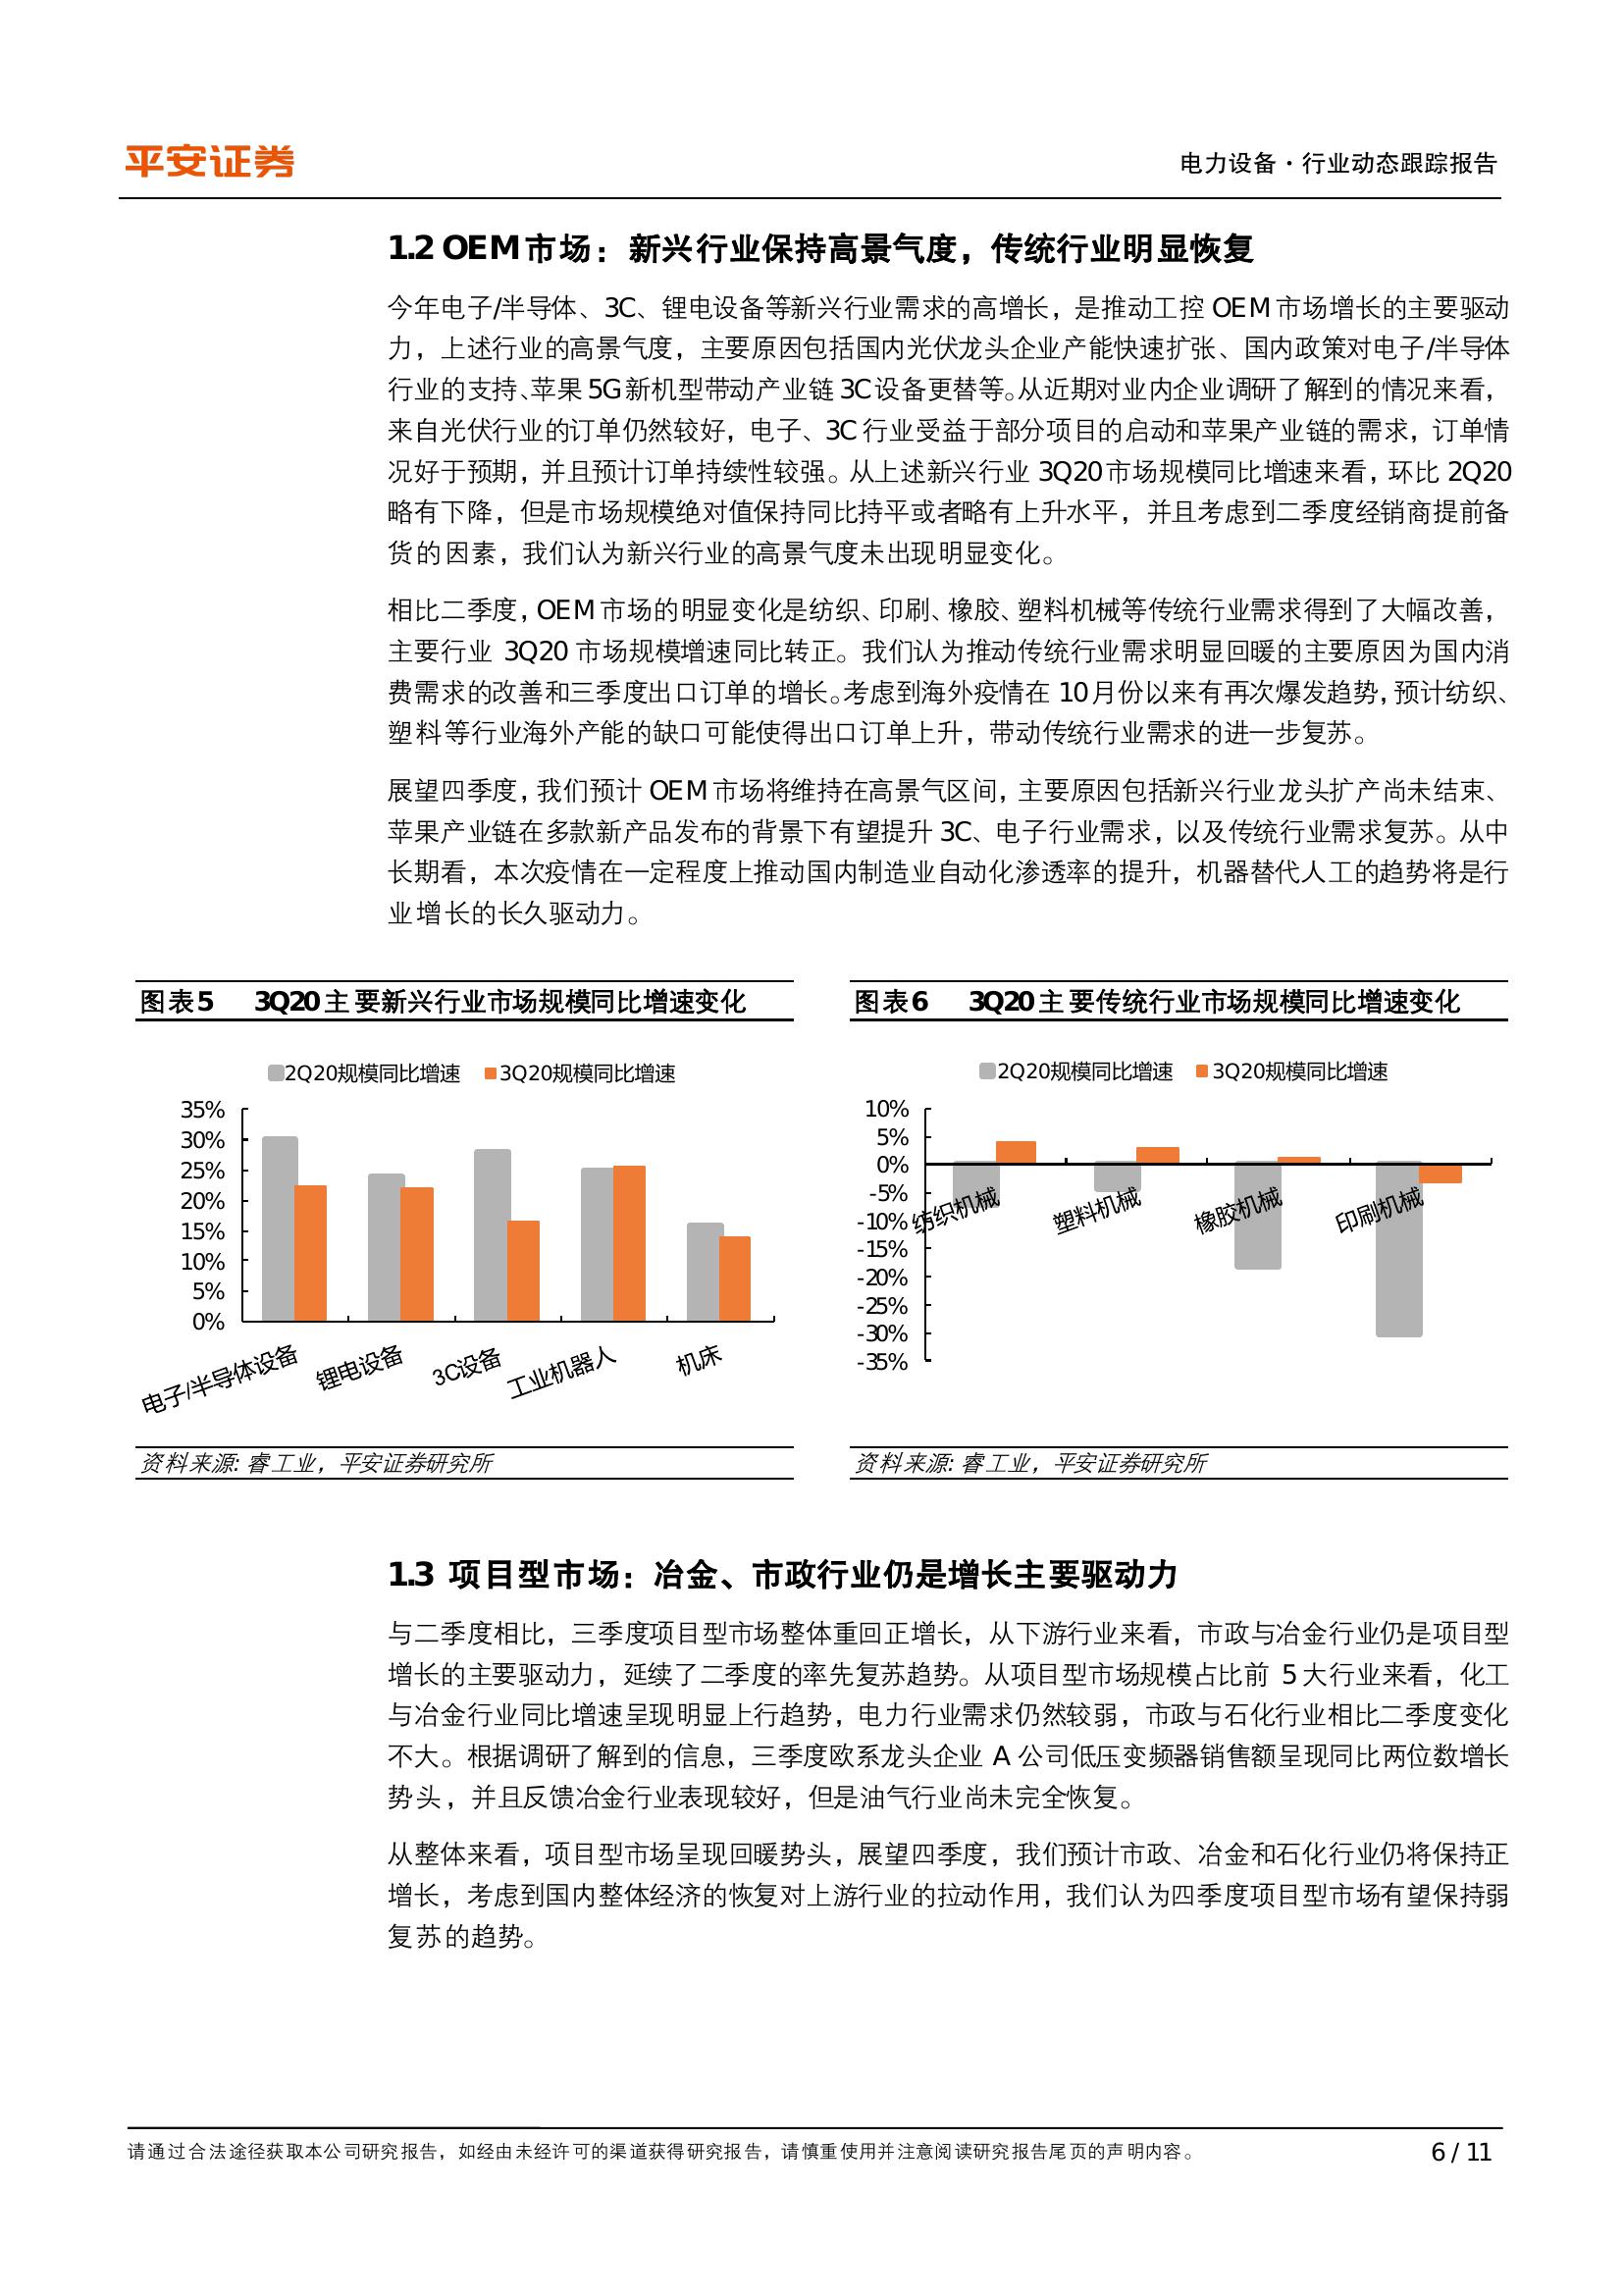 平安证券
电力设备·行业动态跟踪报告
1.2 OEM 市场：新兴行业保持高景气度，传统行业明显恢复
今年电子/半导体、3C、锂电设备等新兴行业需求的高增长，是推动工控 OEM 市场增长的主要驱动
力，上述行业的高景气度，主要原因包括国内光伏龙头企业产能快速扩张、国内政策对电子/半导体
行业的支持、苹果 5G 新机型带动产业链 3C 设备更替等。从近期对业内企业调研了解到的情况来看，
来自光伏行业的订单仍然较好，电子、3C 行业受益于部分项目的启动和苹果产业链的需求，订单情
况好于预期，并且预计订单持续性较强。从上述新兴行业 3Q20 市场规模同比增速来看，环比 2Q20
略有下降，但是市场规模绝对值保持同比持平或者略有上升水平，并且考虑到二季度经销商提前备
货的因素，我们认为新兴行业的高景气度未出现明显变化。
相比二季度，OEM 市场的明显变化是纺织、印刷、橡胶、塑料机械等传统行业需求得到了大幅改善，
主要行业 3Q20 市场规模增速同比转正。我们认为推动传统行业需求明显回暖的主要原因为国内消
费需求的改善和三季度出口订单的增长。考虑到海外疫情在 10 月份以来有再次爆发趋势，预计纺织、
塑料等行业海外产能的缺口可能使得出口订单上升，带动传统行业需求的进一步复苏。
展望四季度，我们预计 OEM 市场将维持在高景气区间，主要原因包括新兴行业龙头扩产尚未结束、
苹果产业链在多款新产品发布的背景下有望提升 3C、电子行业需求，以及传统行业需求复苏。从中
长期看，本次疫情在一定程度上推动国内制造业自动化渗透率的提升，机器替代人工的趋势将是行
业增长的长久驱动力。
图表5 3Q20 主要新兴行业市场规模同比增速变化
2Q20规模同比增速 3Q20规模同比增速
35%
30%
25%
20%
15%
10%
5%
0%
电子/半导体设备 锂电设备 3C设备 工业机器人 机床
资料来源: 睿工业，平安证券研究所
图表6 3Q20 主要传统行业市场规模同比增速变化
2Q20规模同比增速 3Q20规模同比增速
10%
5%
0%
-5%
-10%
-15%
-20%
-25%
-30%
-35%
纺织机械 塑料机械 橡胶机械 印刷机械
资料来源: 睿工业，平安证券研究所
1.3 项目型市场：冶金、市政行业仍是增长主要驱动力
与二季度相比，三季度项目型市场整体重回正增长，从下游行业来看，市政与冶金行业仍是项目型
增长的主要驱动力，延续了二季度的率先复苏趋势。从项目型市场规模占比前 5 大行业来看，化工
与冶金行业同比增速呈现明显上行趋势，电力行业需求仍然较弱，市政与石化行业相比二季度变化
不大。根据调研了解到的信息，三季度欧系龙头企业 A 公司低压变频器销售额呈现同比两位数增长
势头，并且反馈冶金行业表现较好，但是油气行业尚未完全恢复。
从整体来看，项目型市场呈现回暖势头，展望四季度，我们预计市政、冶金和石化行业仍将保持正
增长，考虑到国内整体经济的恢复对上游行业的拉动作用，我们认为四季度项目型市场有望保持弱
复苏的趋势。
请通过合法途径获取本公司研究报告，如经由未经许可的渠道获得研究报告，请慎重使用并注意阅读研究报告尾页的声明内容。
6 / 11